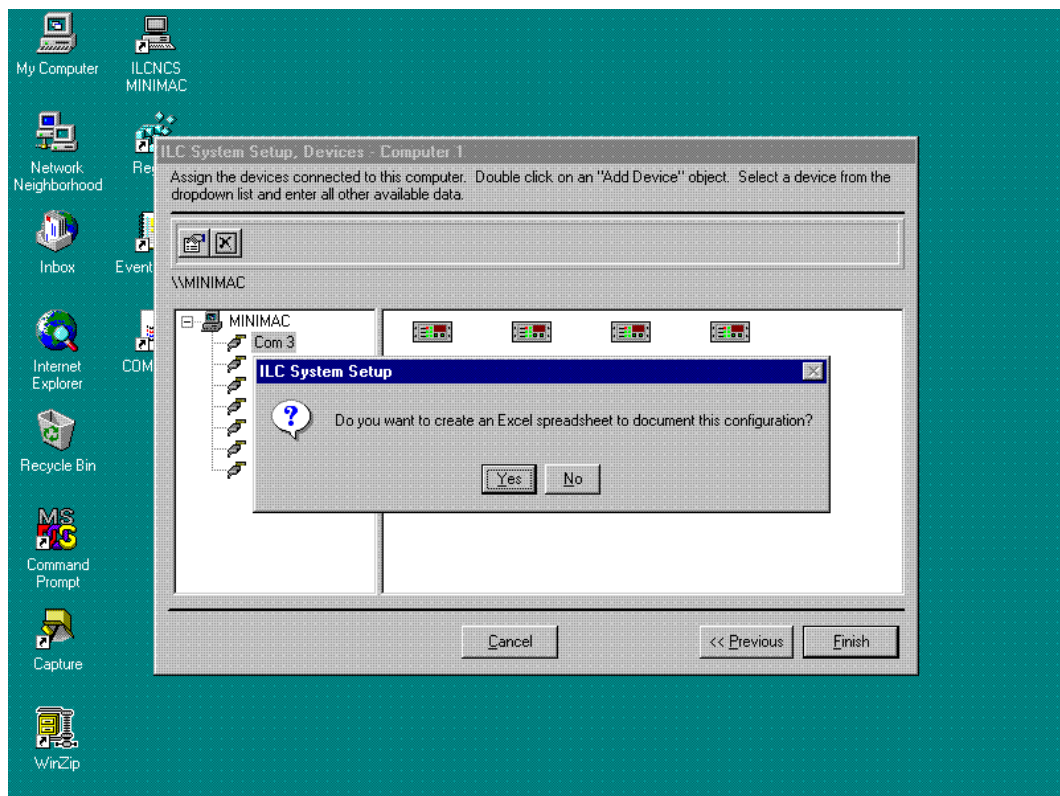 My Computer
ILCNCS
MINIMAC
Network
Neighborhood
Inbox
Internet
Explorer
Recycle Bin
MS
Command
Prompt
Capture
WinZip
ILC System Setup, Devices - Computer 1
Assign the devices connected to this computer. Double click on an "Add Device" object. Select a device from the
dropdown list and enter all other available data.
\\MINIMAC
MINIMAC
Com 3
ILC System Setup
Do you want to create an Excel spreadsheet to document this configuration?
Yes No
Cancel << Previous Finish
Event
COM